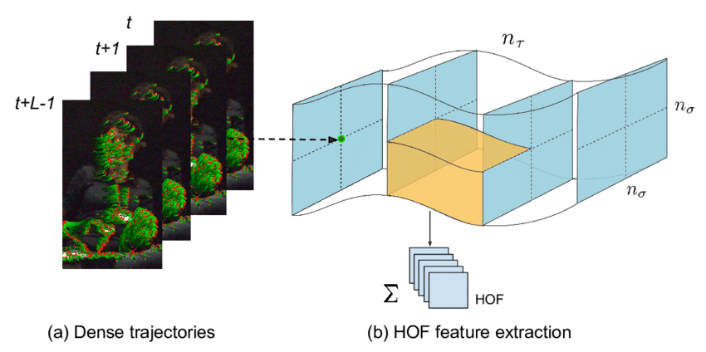 t
t+1
t+L-1
n_τ
n_σ
n_σ
Σ
HOF
(a) Dense trajectories
(b) HOF feature extraction